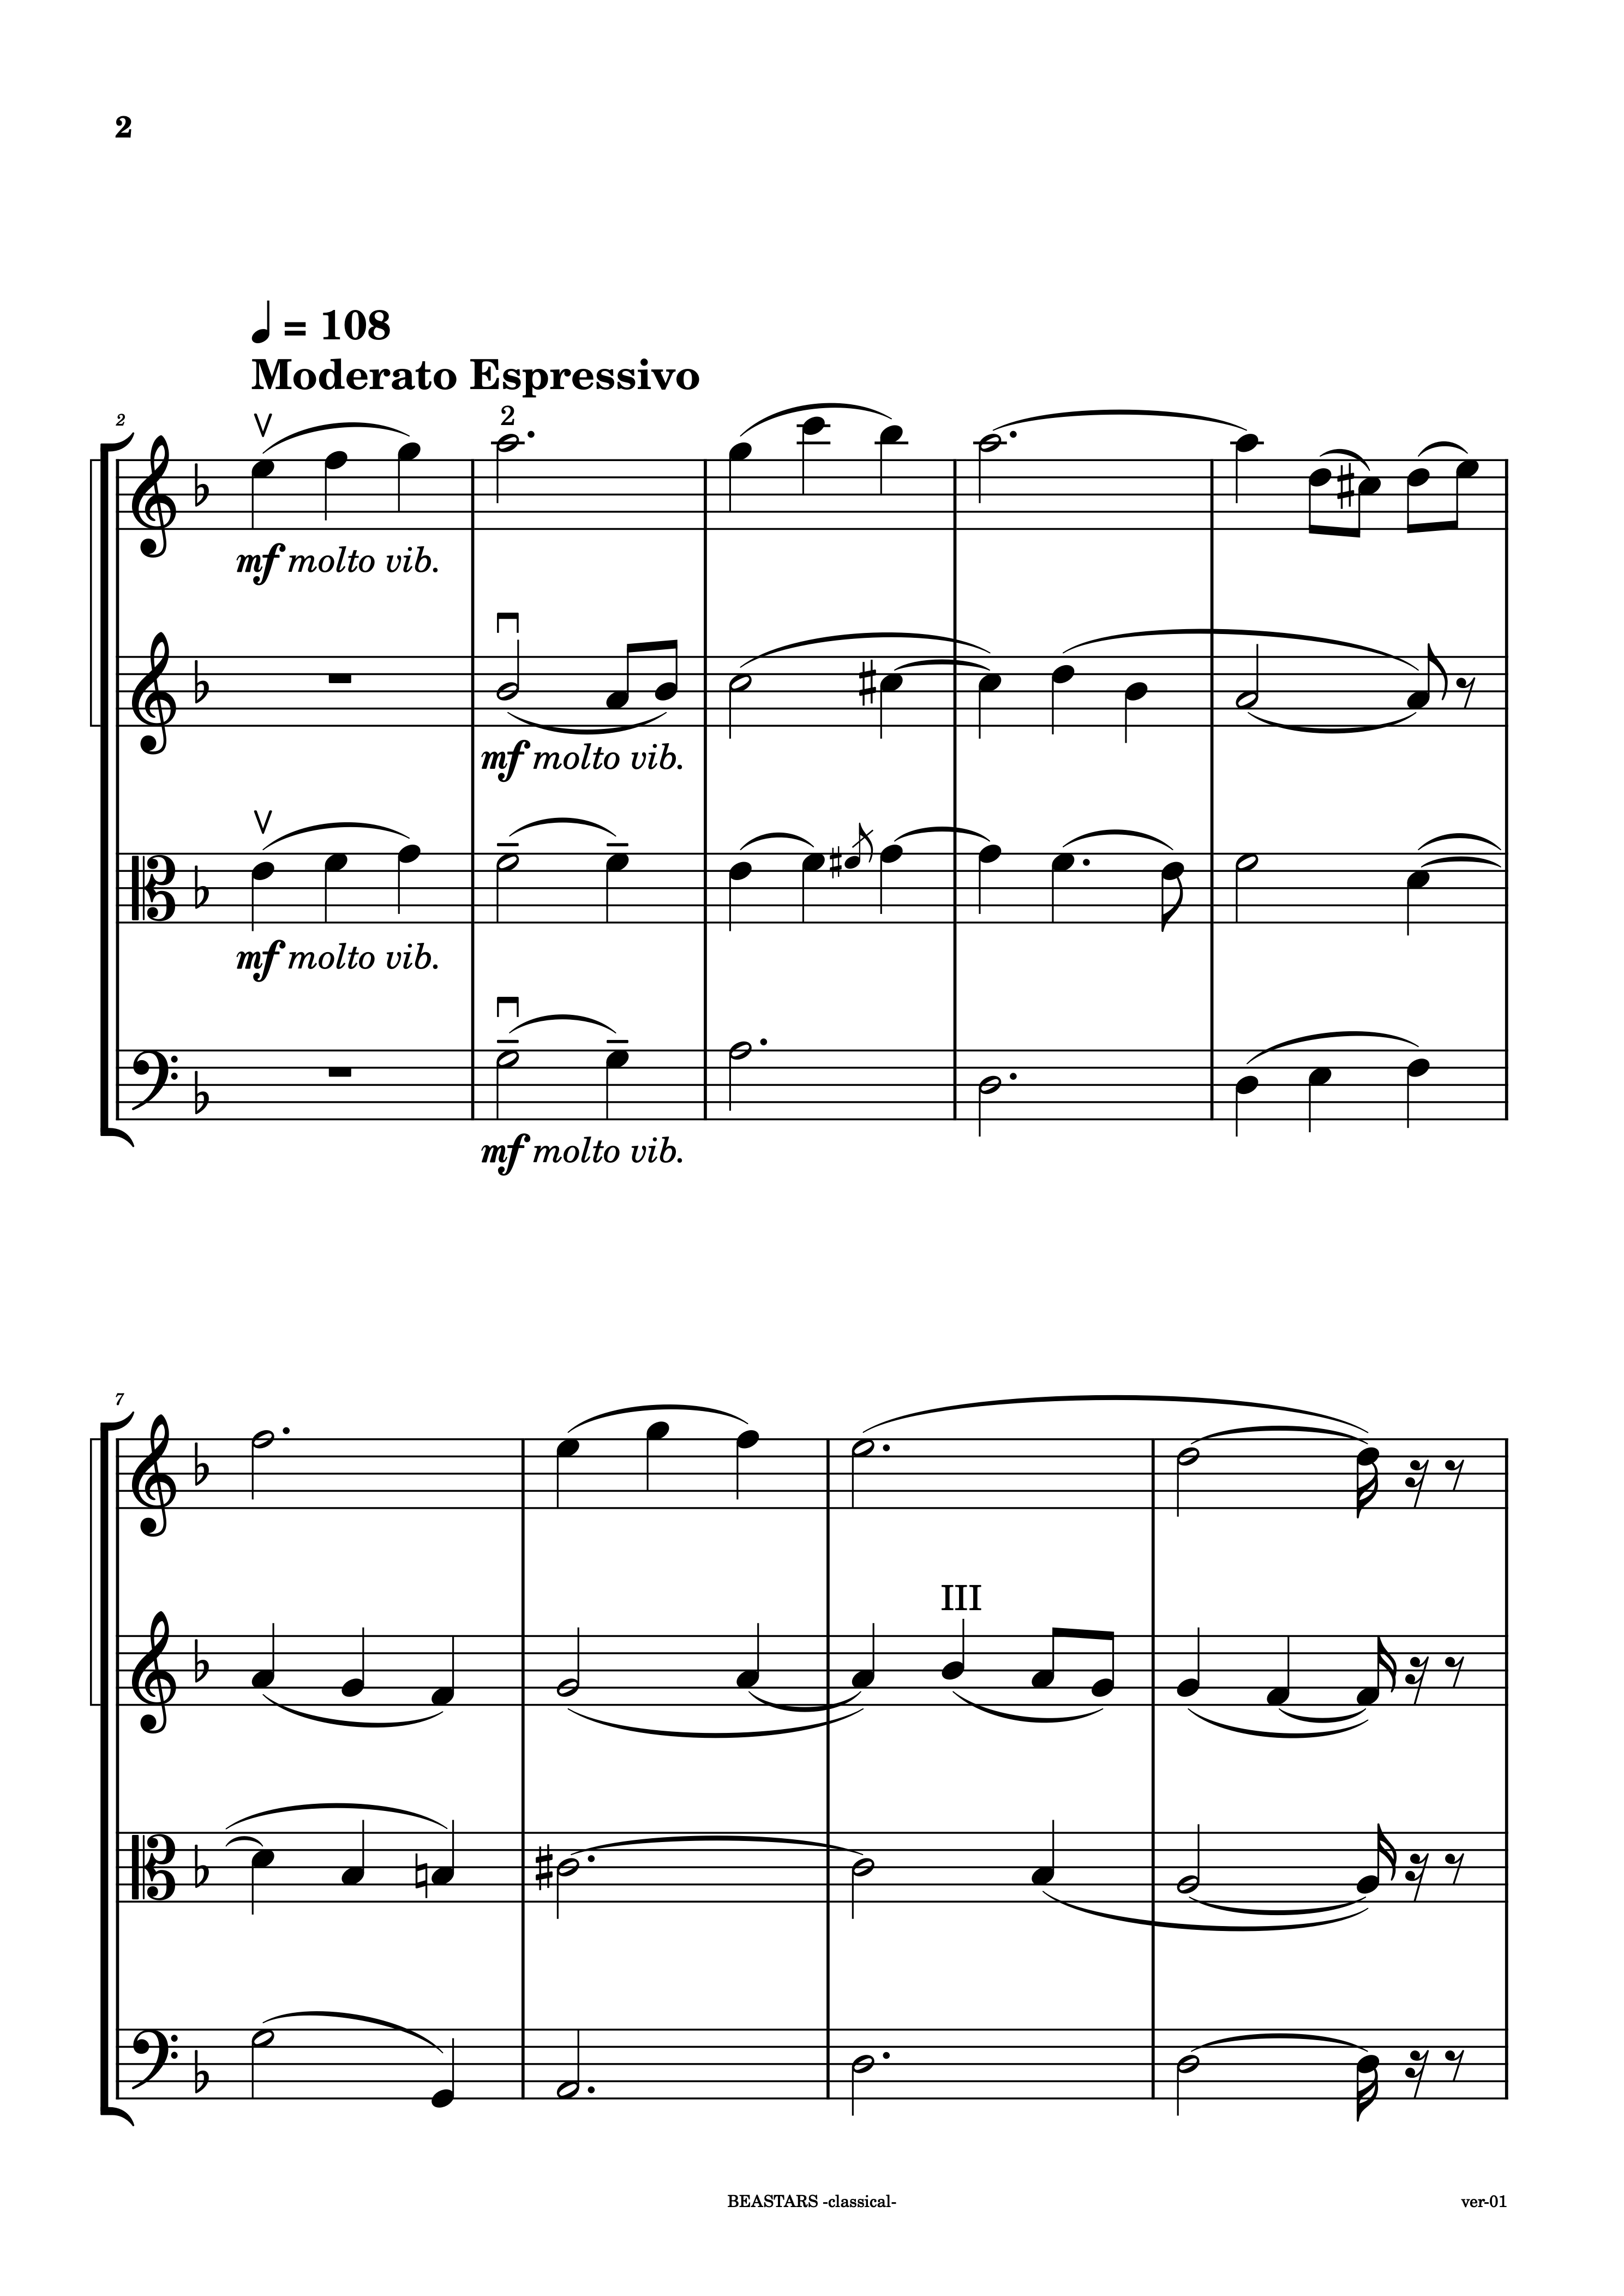 2
♩ = 108
Moderato Espressivo
2
2
mf molto vib.
mf molto vib.
mf molto vib.
mf molto vib.
7
III
BEASTARS -classical-
ver-01